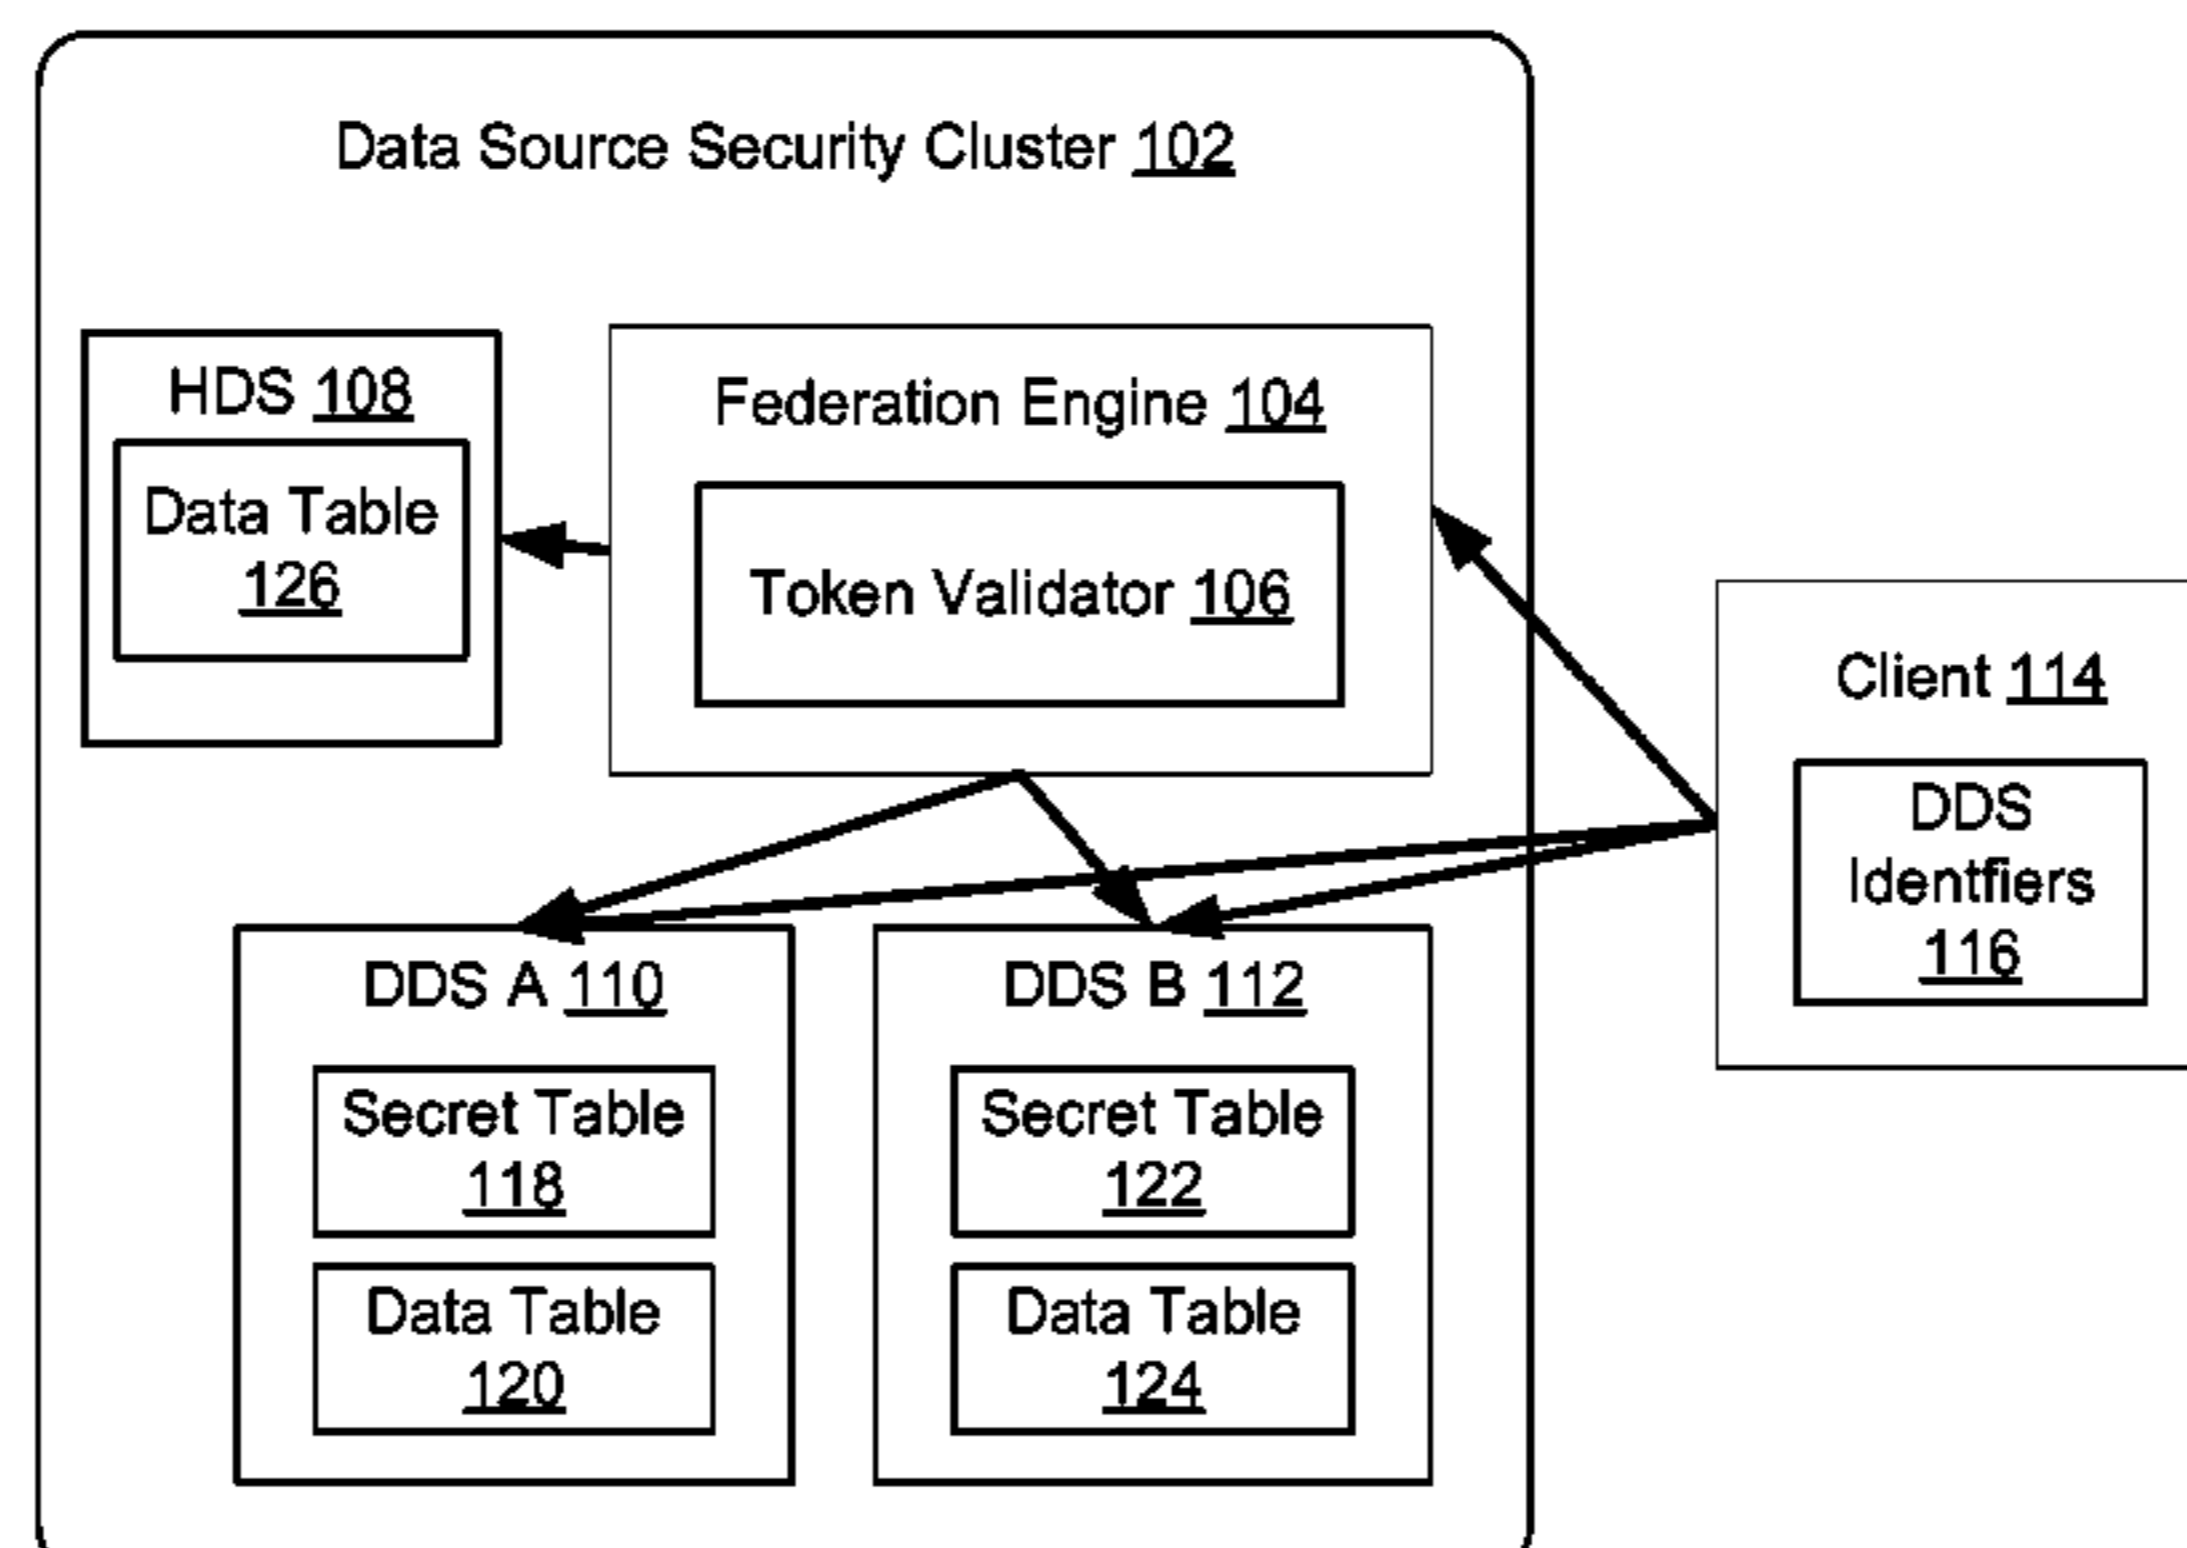 Data Source Security Cluster 102
HDS 108
Data Table
126
Federation Engine 104
Token Validator 106
Client 114
DDS
Identfiers
116
DDS A 110
Secret Table
118
Data Table
120
DDS B 112
Secret Table
122
Data Table
124